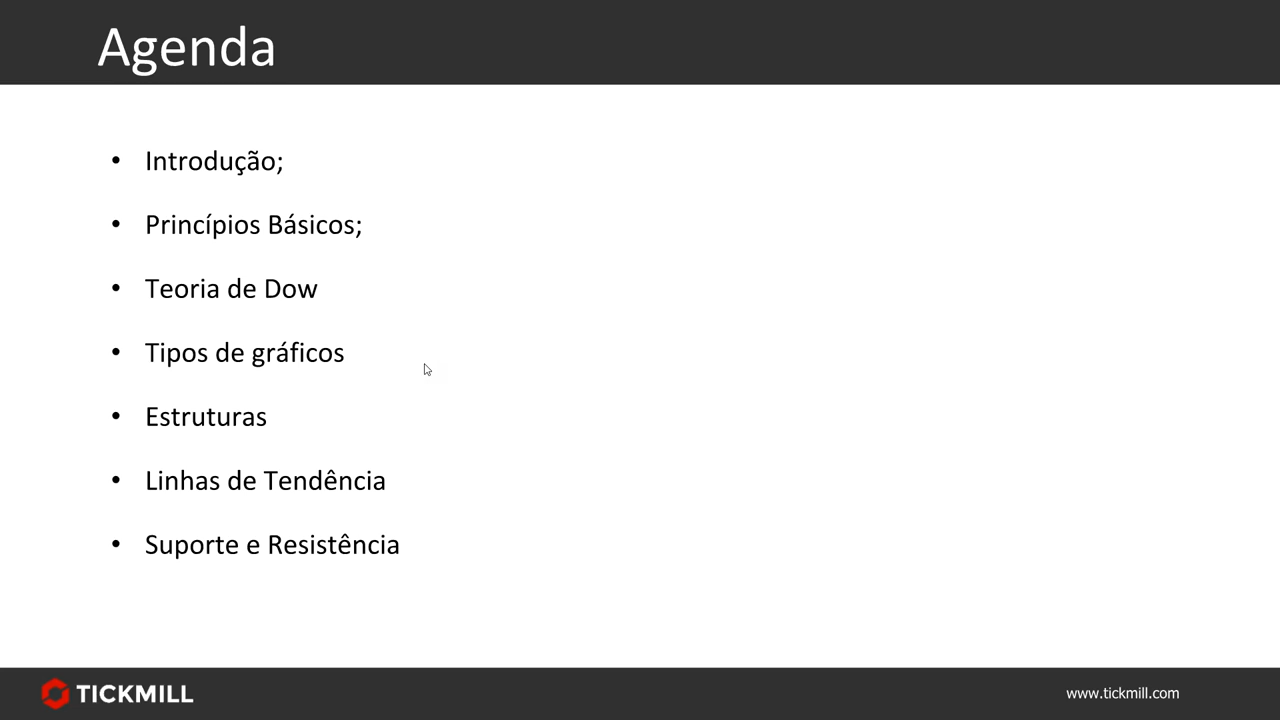 Agenda
• Introdução;
• Princípios Básicos;
• Teoria de Dow
• Tipos de gráficos
• Estruturas
• Linhas de Tendência
• Suporte e Resistência
TICKMILL
www.tickmill.com